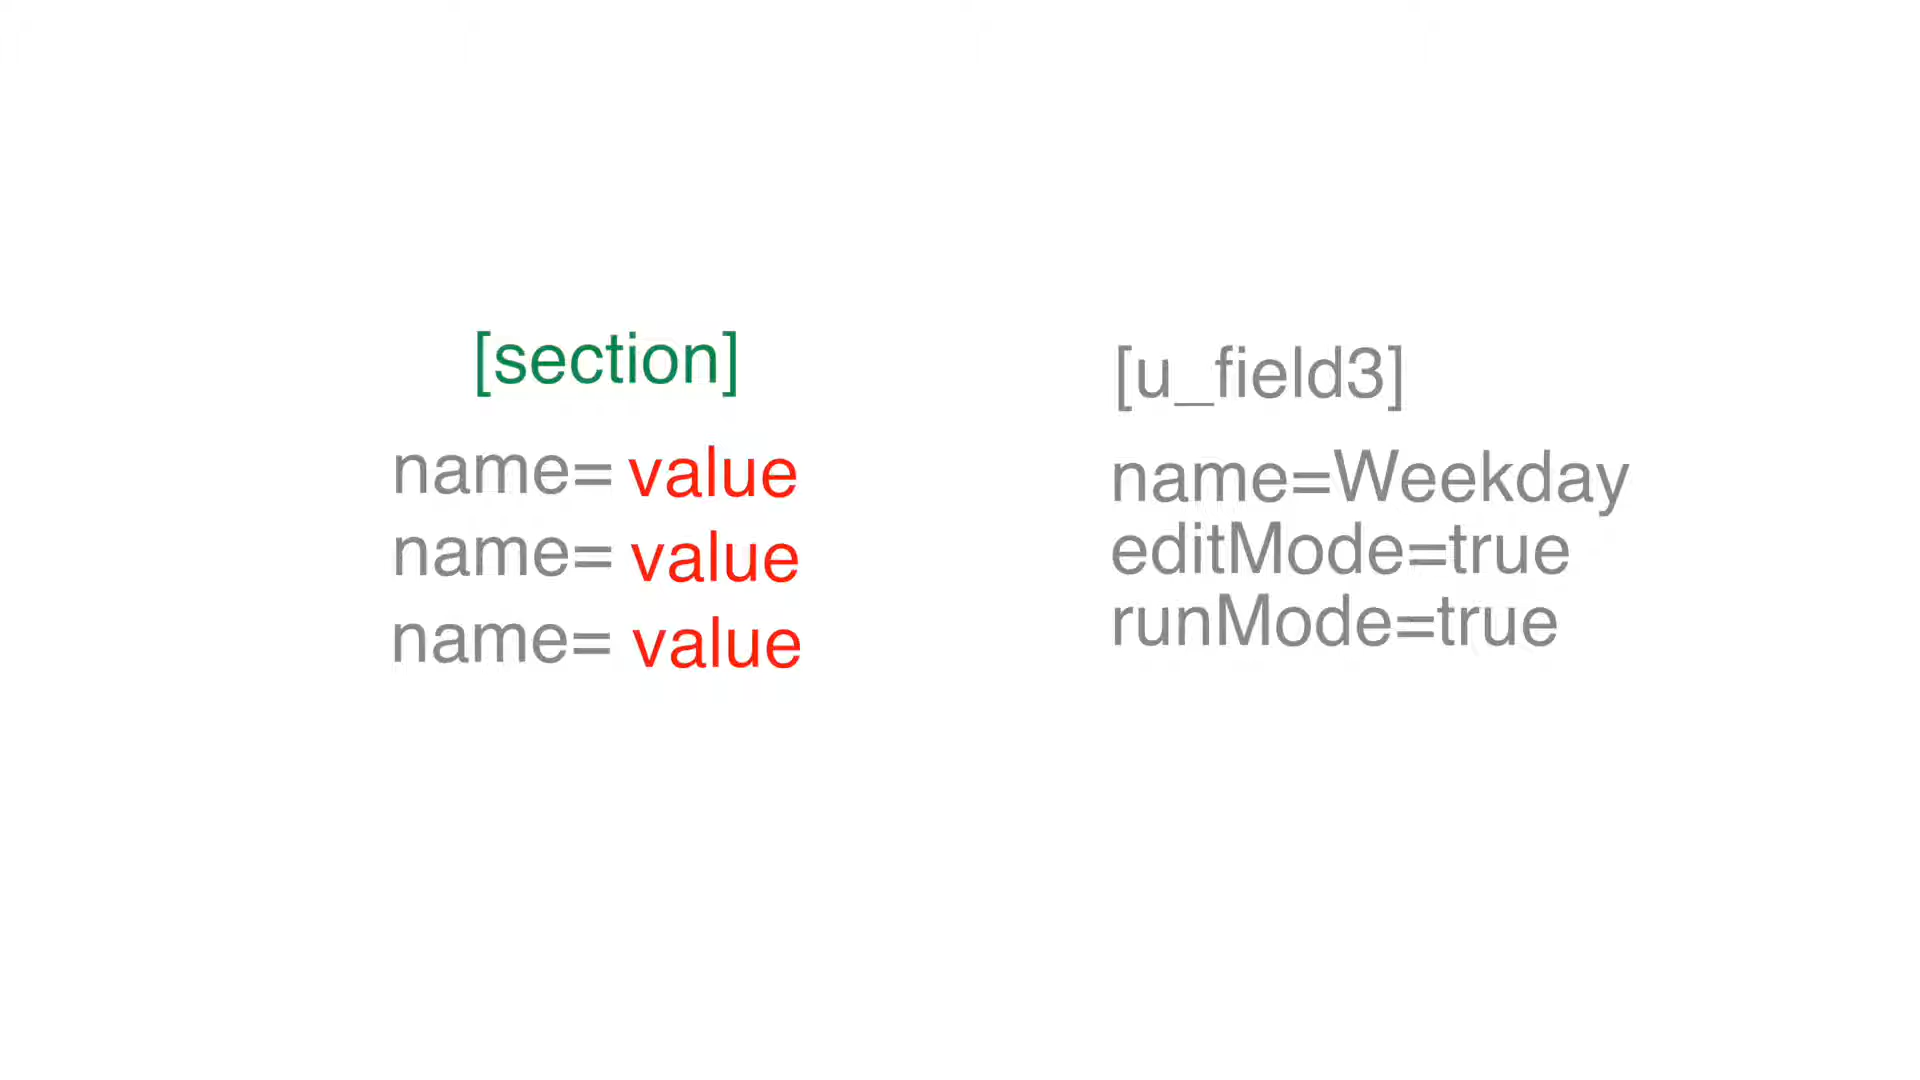 [section]
name= value
name= value
name= value
[u_field3]
name=Weekday
editMode=true
runMode=true